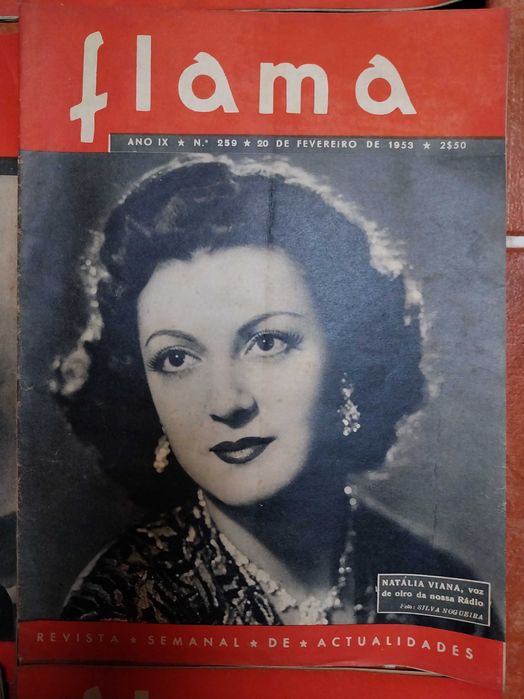 flama
ANO IX ★ N.º 259 ★ 20 DE FEVEREIRO DE 1953 ★ 2$50
NATÁLIA VIANA, voz
de oiro da nossa Rádio
Foto: SILVA NOGUEIRA
REVISTA ★ SEMANAL ★ DE ★ ACTUALIDADES
flama